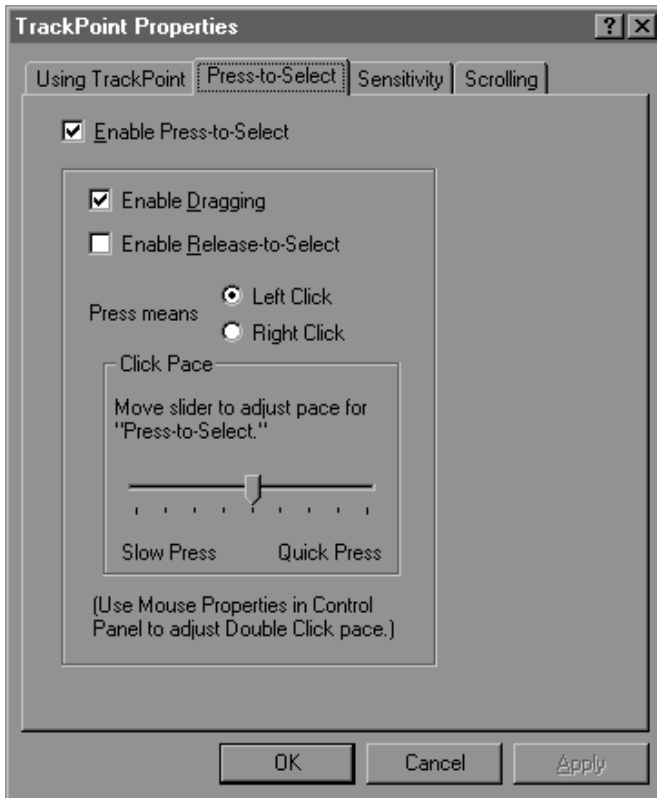 TrackPoint Properties
Using TrackPoint Press-to-Select Sensitivity Scrolling
Enable Press-to-Select
Enable Dragging
Enable Release-to-Select
Press means
Left Click
Right Click
Click Pace
Move slider to adjust pace for
"Press-to-Select."
Slow Press Quick Press
(Use Mouse Properties in Control
Panel to adjust Double Click pace.)
OK Cancel Apply